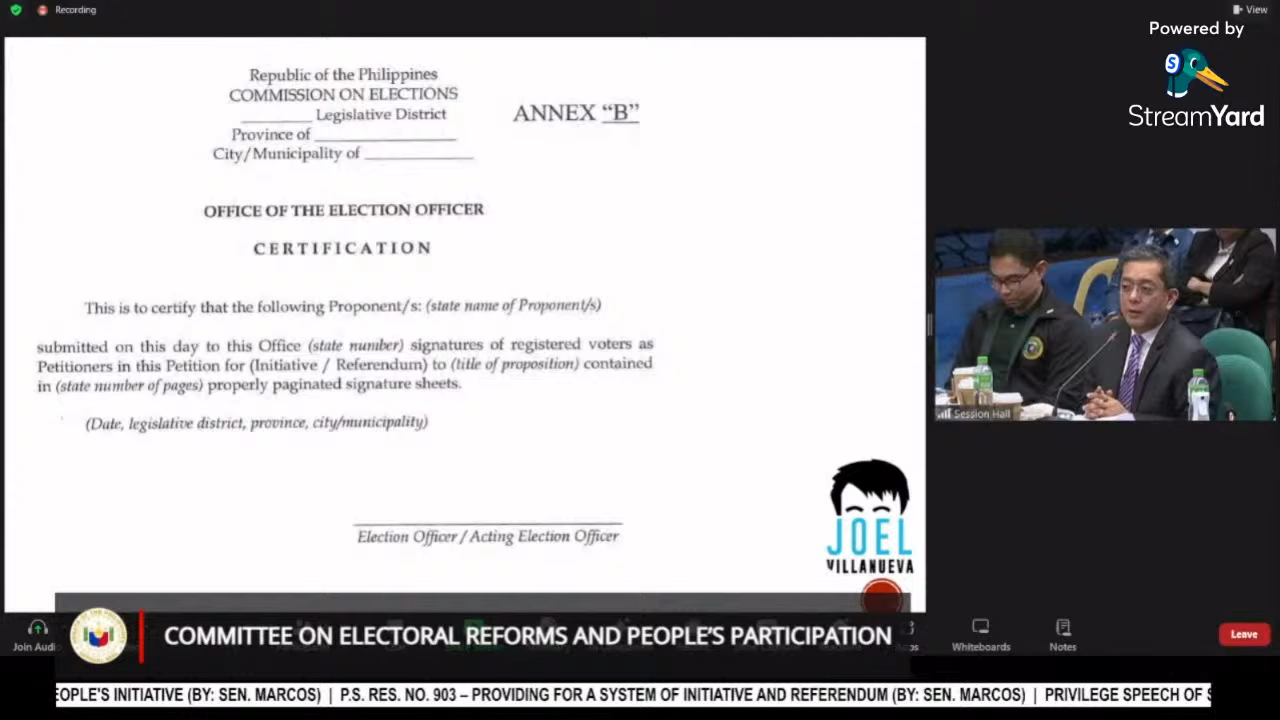 Recording
View
Powered by
StreamYard
Republic of the Philippines
COMMISSION ON ELECTIONS
________ Legislative District
Province of ________________
City/Municipality of ____________
ANNEX “B”
OFFICE OF THE ELECTION OFFICER
CERTIFICATION
This is to certify that the following Proponent/s: (state name of Proponent/s)
submitted on this day to this Office (state number) signatures of registered voters as
Petitioners in this Petition for (Initiative / Referendum) to (title of proposition) contained
in (state number of pages) properly paginated signature sheets.
(Date, legislative district, province, city/municipality)
Election Officer / Acting Election Officer
Session Hall
JOEL
VILLANUEVA
Join Audi
COMMITTEE ON ELECTORAL REFORMS AND PEOPLE’S PARTICIPATION
Whiteboards
Notes
Leave
EOPLE'S INITIATIVE (BY: SEN. MARCOS) | P.S. RES. NO. 903 – PROVIDING FOR A SYSTEM OF INITIATIVE AND REFERENDUM (BY: SEN. MARCOS) | PRIVILEGE SPEECH OF S